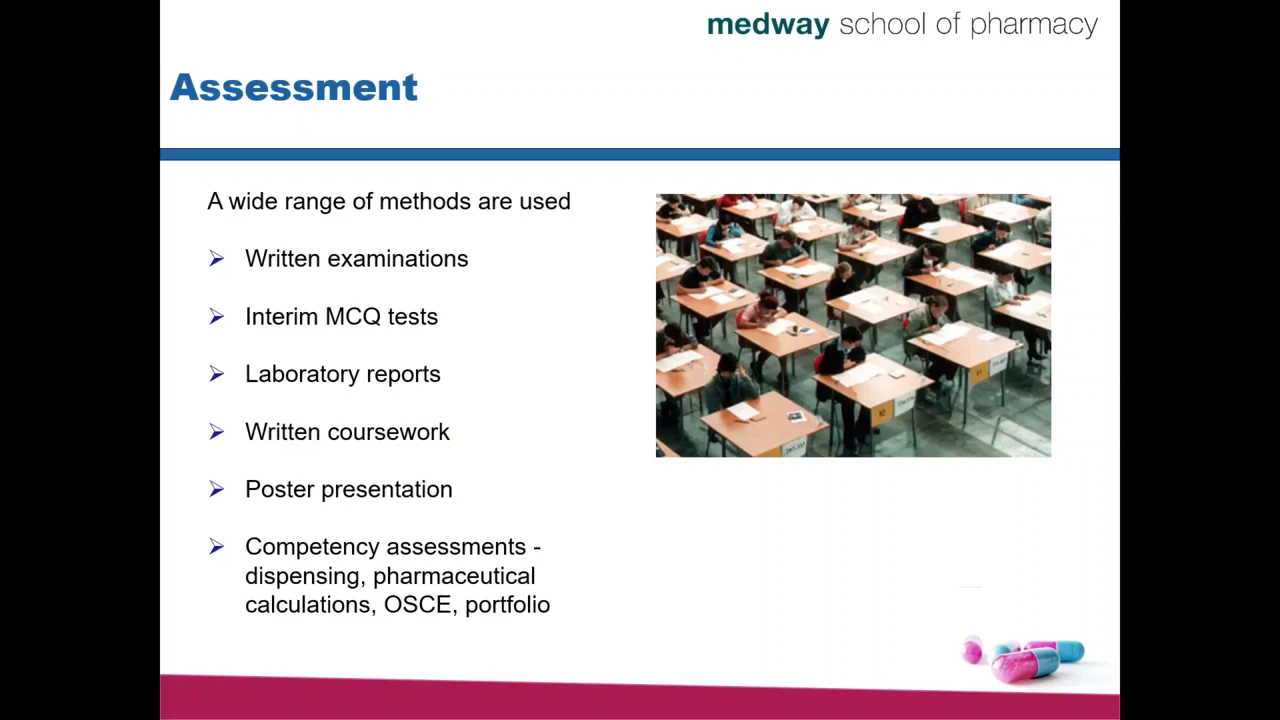 medway school of pharmacy
Assessment
A wide range of methods are used
Written examinations
Interim MCQ tests
Laboratory reports
Written coursework
Poster presentation
Competency assessments -
dispensing, pharmaceutical
calculations, OSCE, portfolio